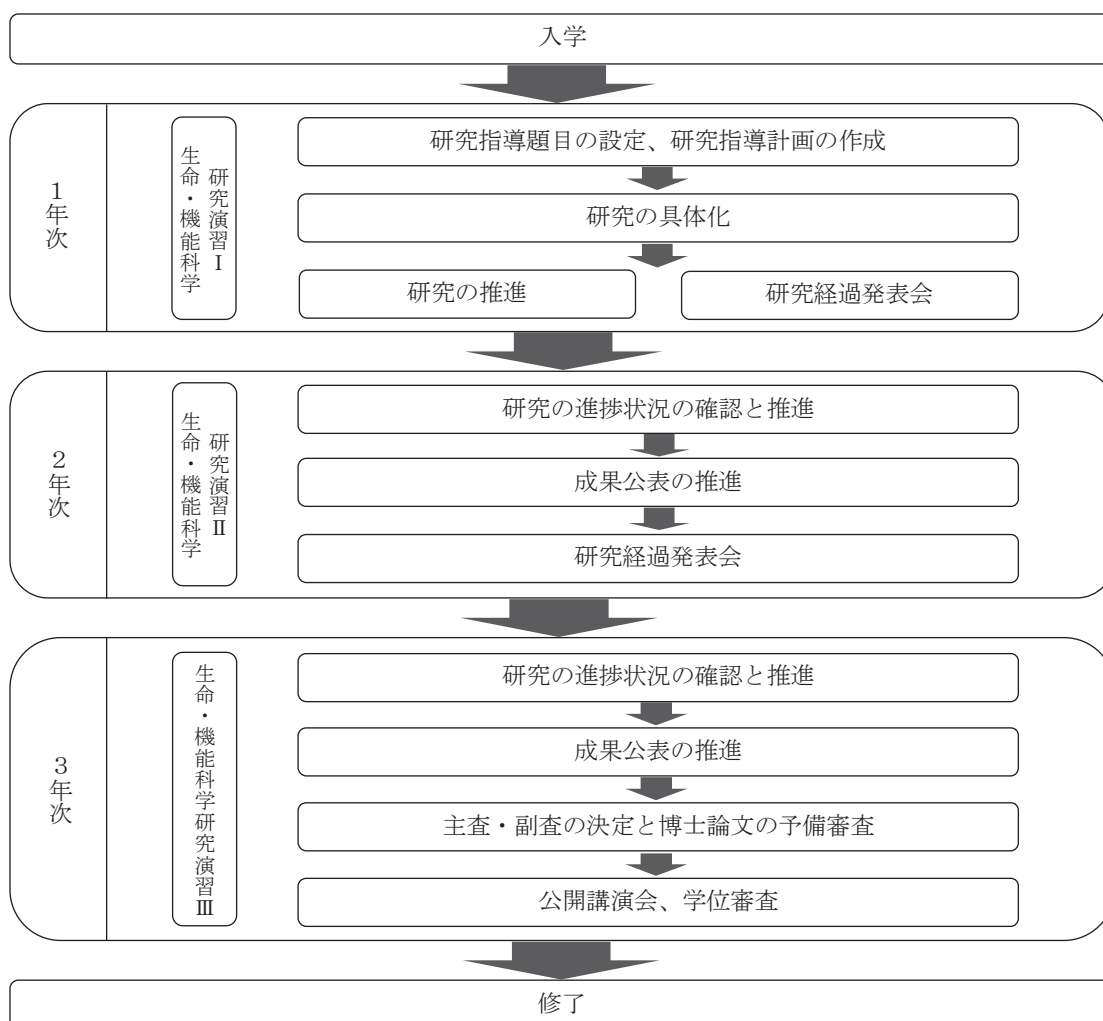 入学
1年次
生命・機能科学
研究演習Ⅰ
研究指導題目の設定、研究指導計画の作成
研究の具体化
研究の推進
研究経過発表会
2年次
生命・機能科学
研究演習Ⅱ
研究の進捗状況の確認と推進
成果公表の推進
研究経過発表会
3年次
生命・機能科学研究演習Ⅲ
研究の進捗状況の確認と推進
成果公表の推進
主査・副査の決定と博士論文の予備審査
公開講演会、学位審査
修了